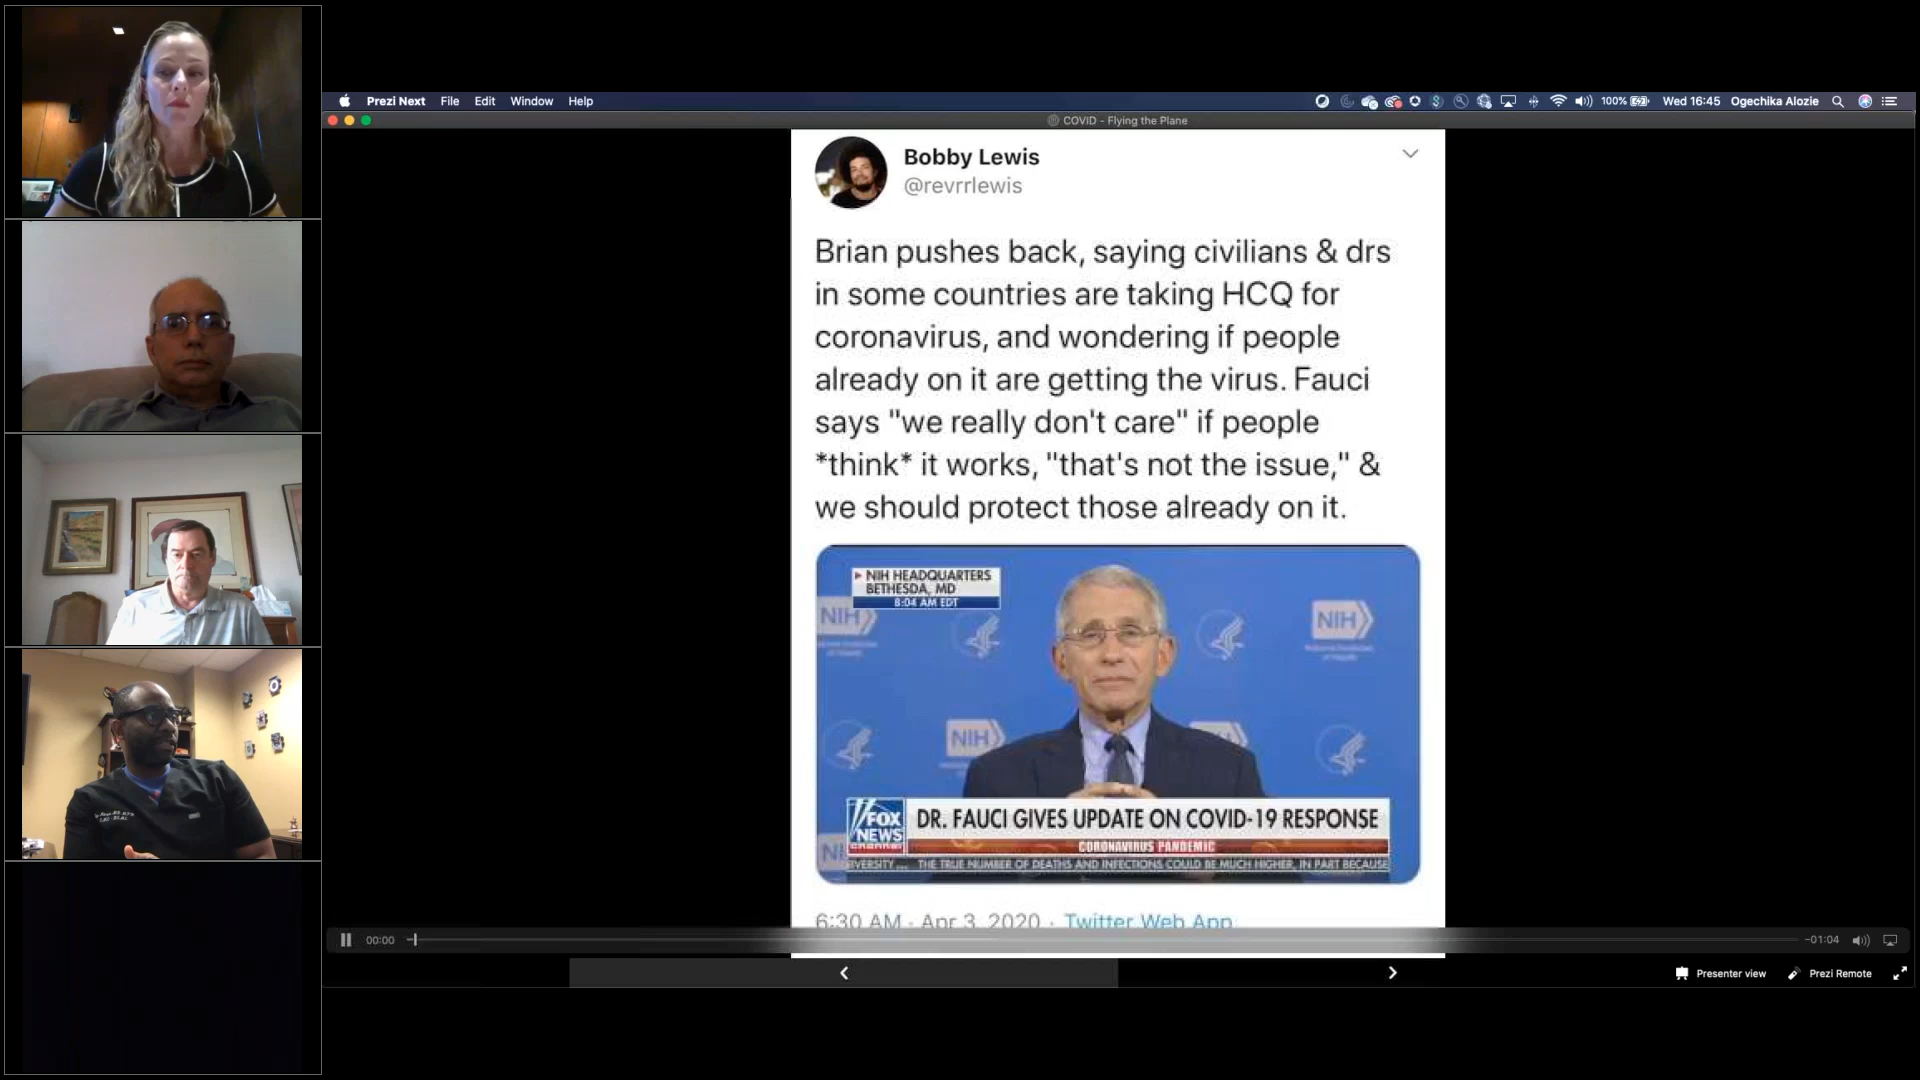 Prezi Next File Edit Window Help 100% Wed 16:45 Ogechika Alozie
COVID - Flying the Plane
Bobby Lewis
@revrrlewis
Brian pushes back, saying civilians & drs
in some countries are taking HCQ for
coronavirus, and wondering if people
already on it are getting the virus. Fauci
says "we really don't care" if people
*think* it works, "that's not the issue," &
we should protect those already on it.
NIH HEADQUARTERS
BETHESDA, MD
8:04 AM EDT
NIH
NIH
NIH
FOX
NEWS
channel
DR. FAUCI GIVES UPDATE ON COVID-19 RESPONSE
CORONAVIRUS PANDEMIC
VERSITY ... THE TRUE NUMBER OF DEATHS AND INFECTIONS COULD BE MUCH HIGHER, IN PART BECAUSE
6:30 AM · Apr 3, 2020 · Twitter Web App
00:00 -01:04
Presenter view Prezi Remote